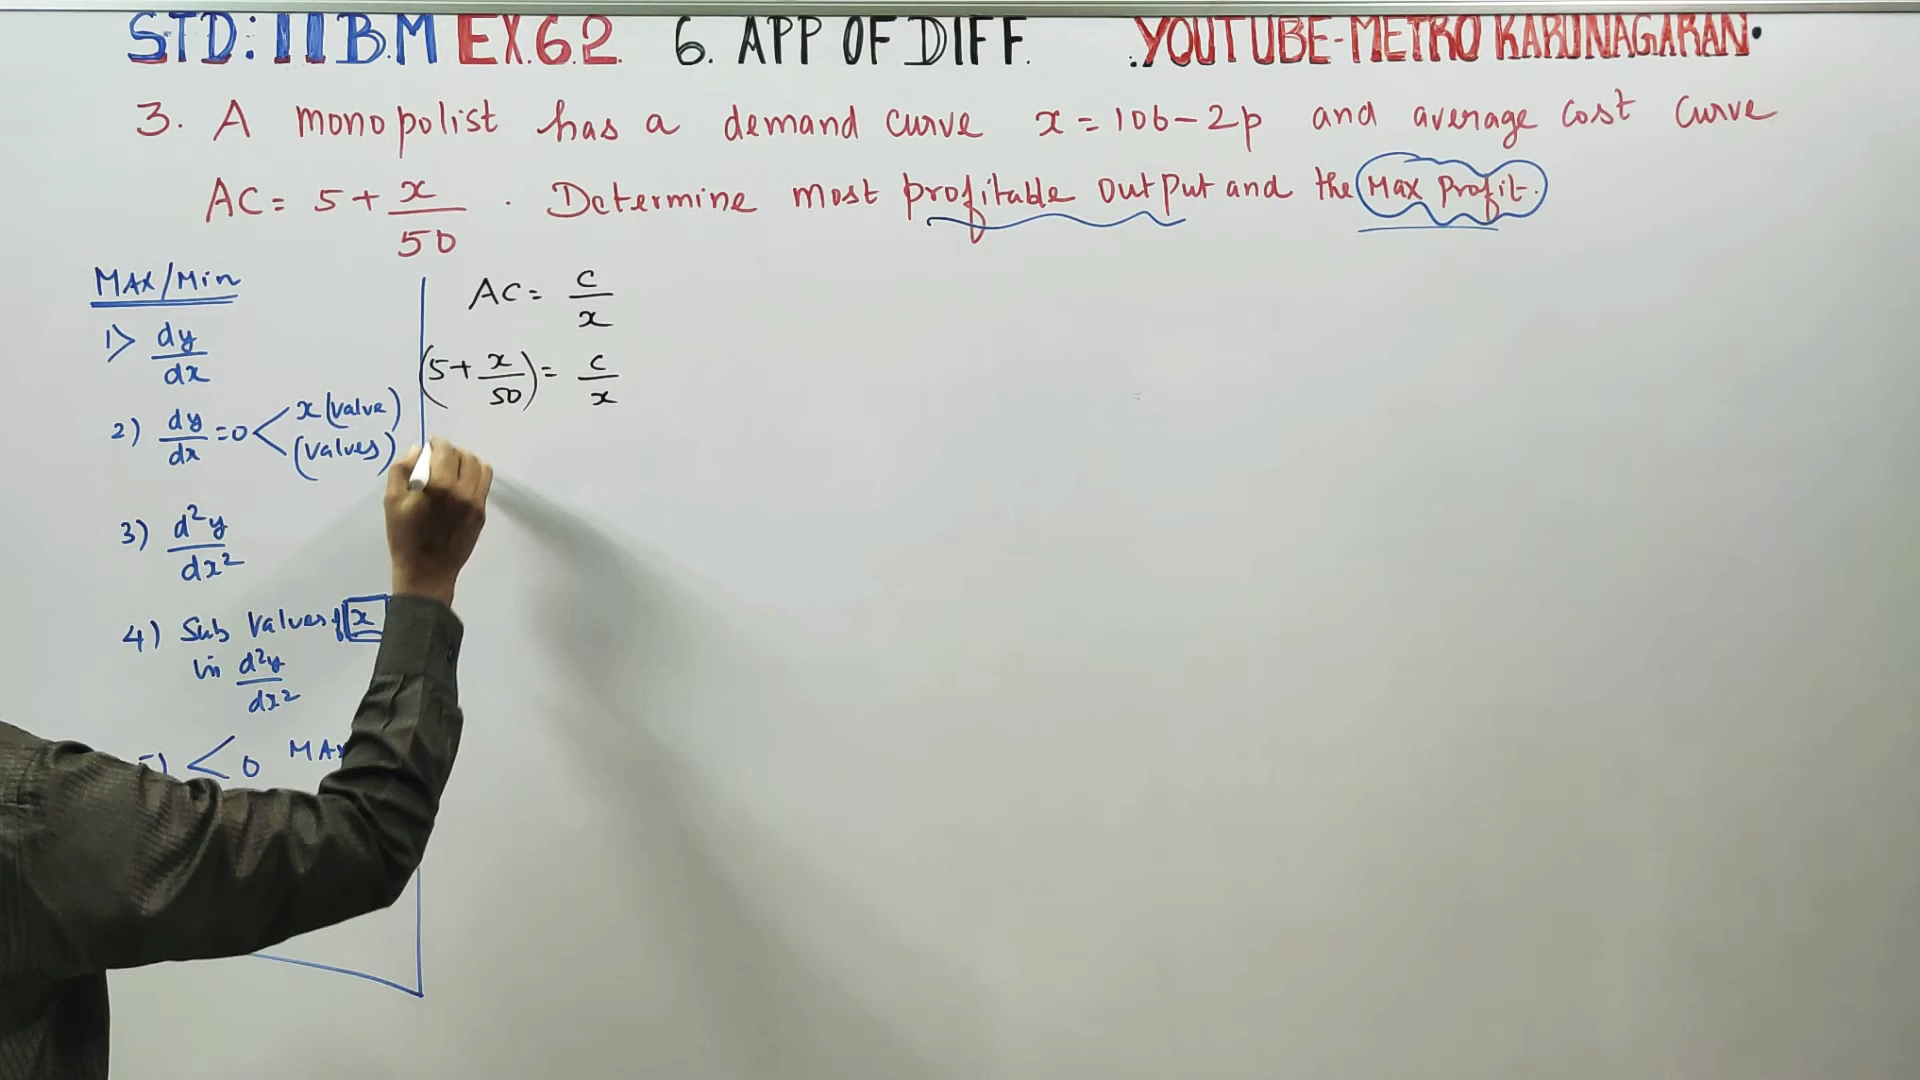 STD: 11 B.M EX.6.2. 6. APP OF DIFF. .YOUTUBE-METRO KARUNAGARAN.
3. A monopolist has a demand curve x = 106 - 2p and average cost curve
AC = 5 + x/50 . Determine most profitable output and the Max Profit.
MAX/Min
1) dy/dx
2) dy/dx = 0 < x (value) (values)
3) d²y/dx²
4) Sub values of x
in d²y/dx²
5) < 0 MAX
AC = c/x
(5 + x/50) = c/x